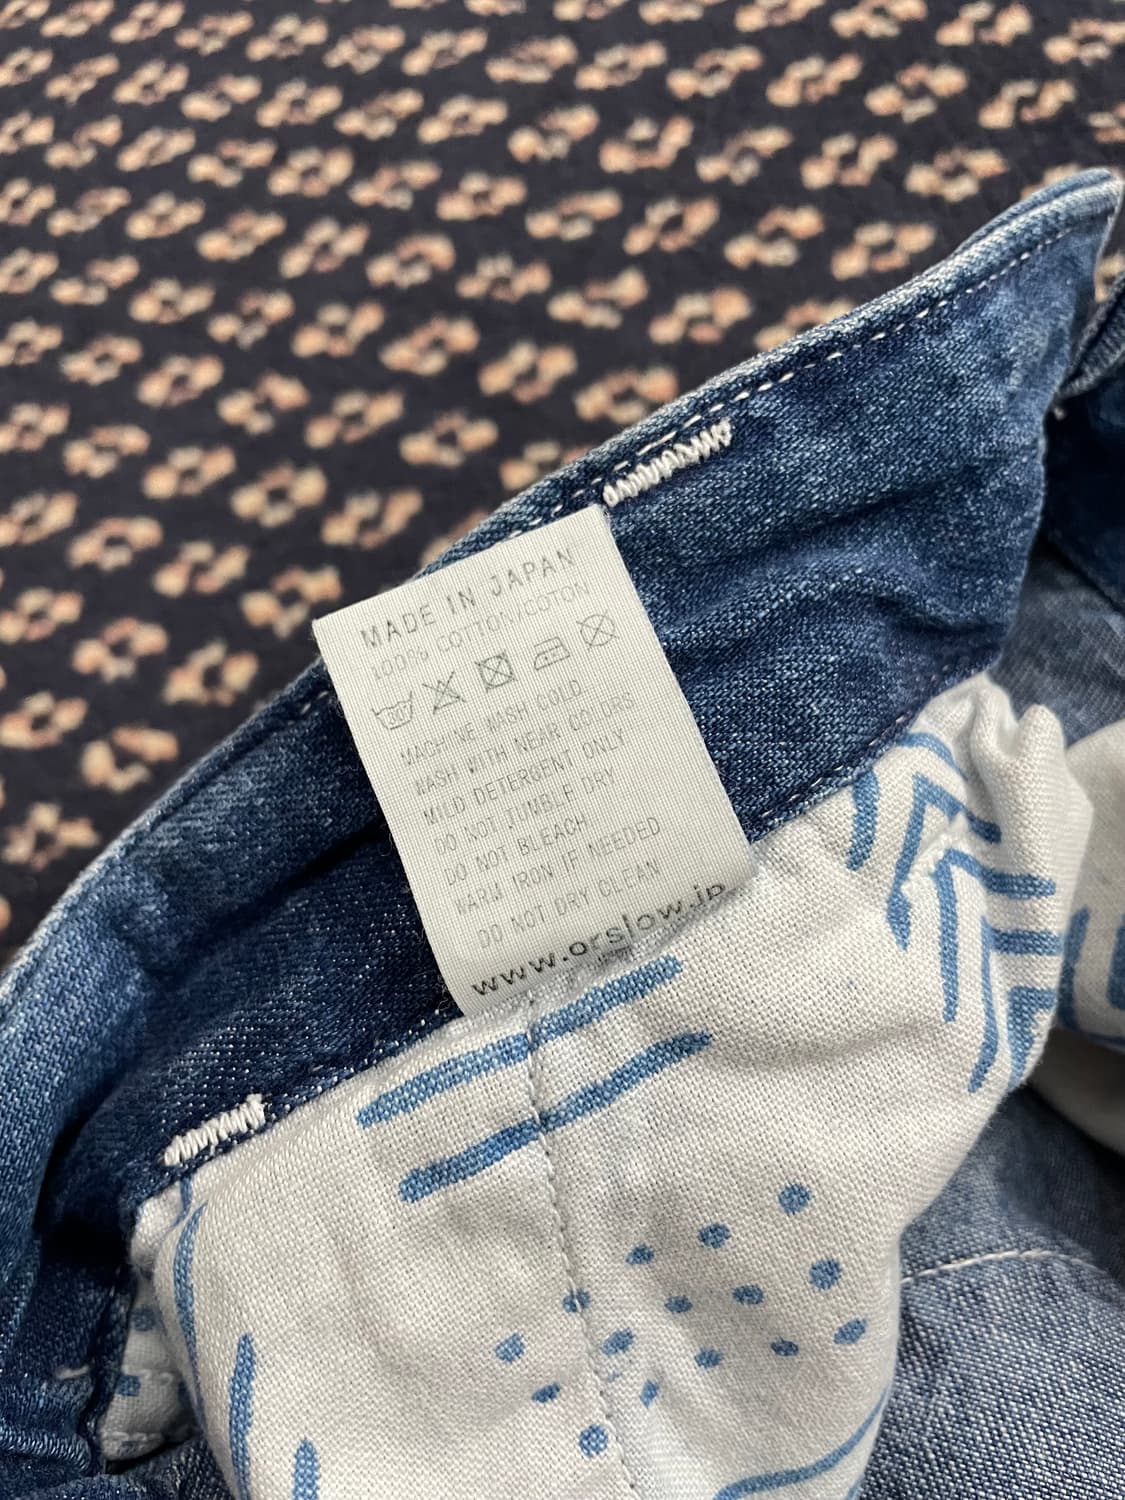 MADE IN JAPAN
100% COTTON/COTON
30
MACHINE WASH COLD
WASH WITH NEAR COLORS
MILD DETERGENT ONLY
DO NOT TUMBLE DRY
DO NOT BLEACH
WARM IRON IF NEEDED
DO NOT DRY CLEAN
www.orslow.jp